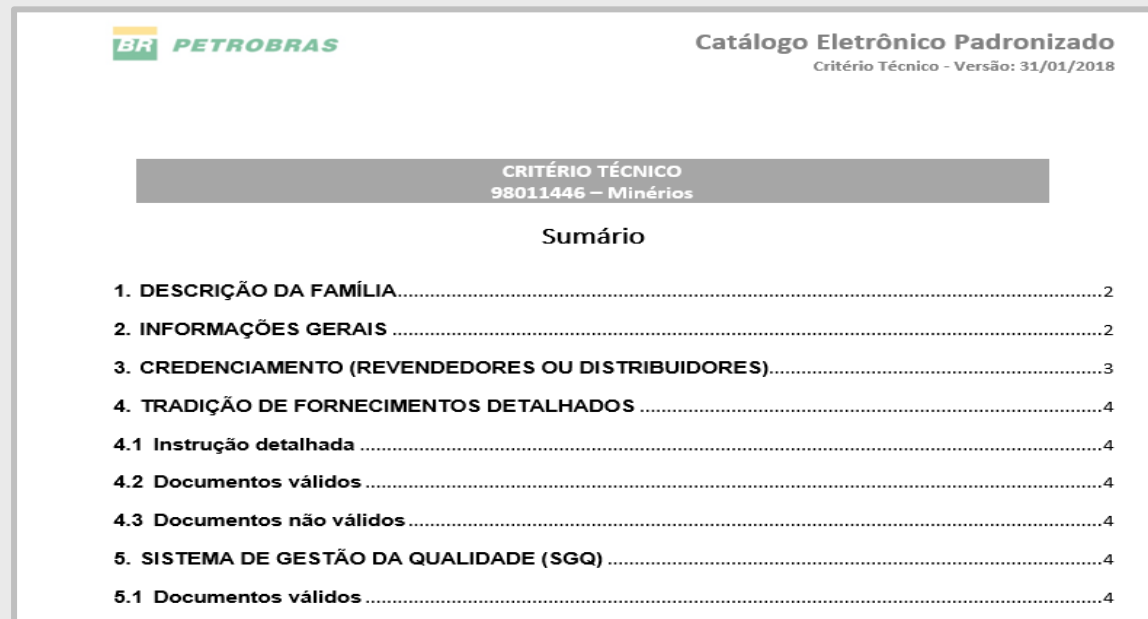 BR PETROBRAS
Catálogo Eletrônico Padronizado
Critério Técnico - Versão: 31/01/2018
CRITÉRIO TÉCNICO
98011446 – Minérios
Sumário
1. DESCRIÇÃO DA FAMÍLIA 2
2. INFORMAÇÕES GERAIS 2
3. CREDENCIAMENTO (REVENDEDORES OU DISTRIBUIDORES) 3
4. TRADIÇÃO DE FORNECIMENTOS DETALHADOS 4
4.1 Instrução detalhada 4
4.2 Documentos válidos 4
4.3 Documentos não válidos 4
5. SISTEMA DE GESTÃO DA QUALIDADE (SGQ) 4
5.1 Documentos válidos 4